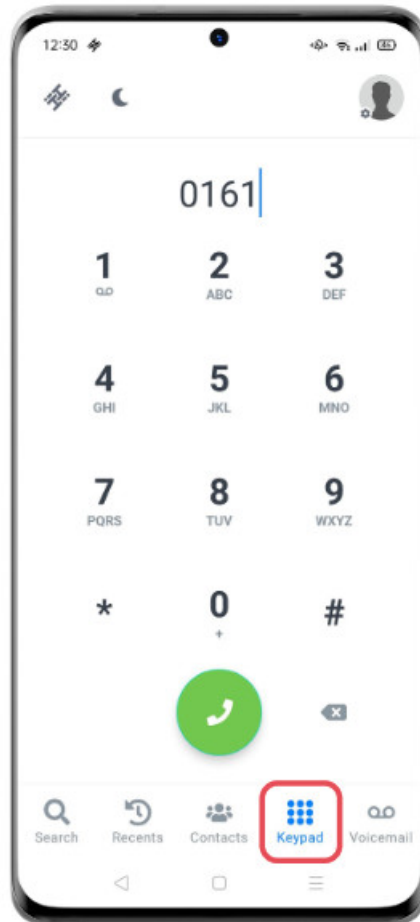 12:30
0161
1 2 3
ABC DEF
4 5 6
GHI JKL MNO
7 8 9
PQRS TUV WXYZ
* 0 #
+
Search Recents Contacts Keypad Voicemail